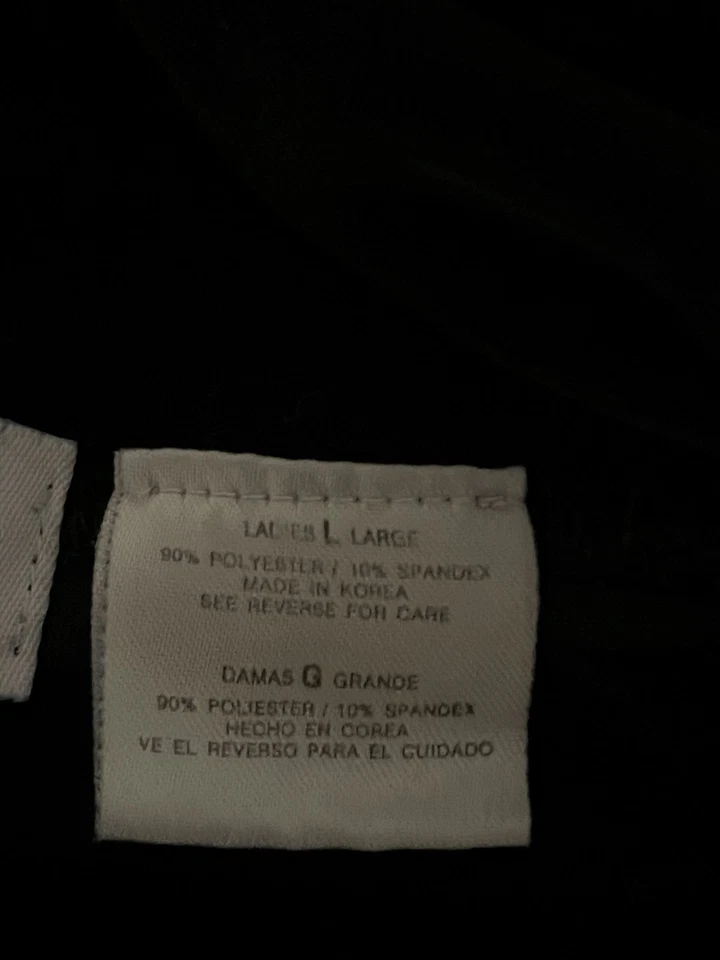 LADIES L LARGE
90% POLYESTER / 10% SPANDEX
MADE IN KOREA
SEE REVERSE FOR CARE
DAMAS G GRANDE
90% POLIESTER / 10% SPANDEX
HECHO EN COREA
VE EL REVERSO PARA EL CUIDADO